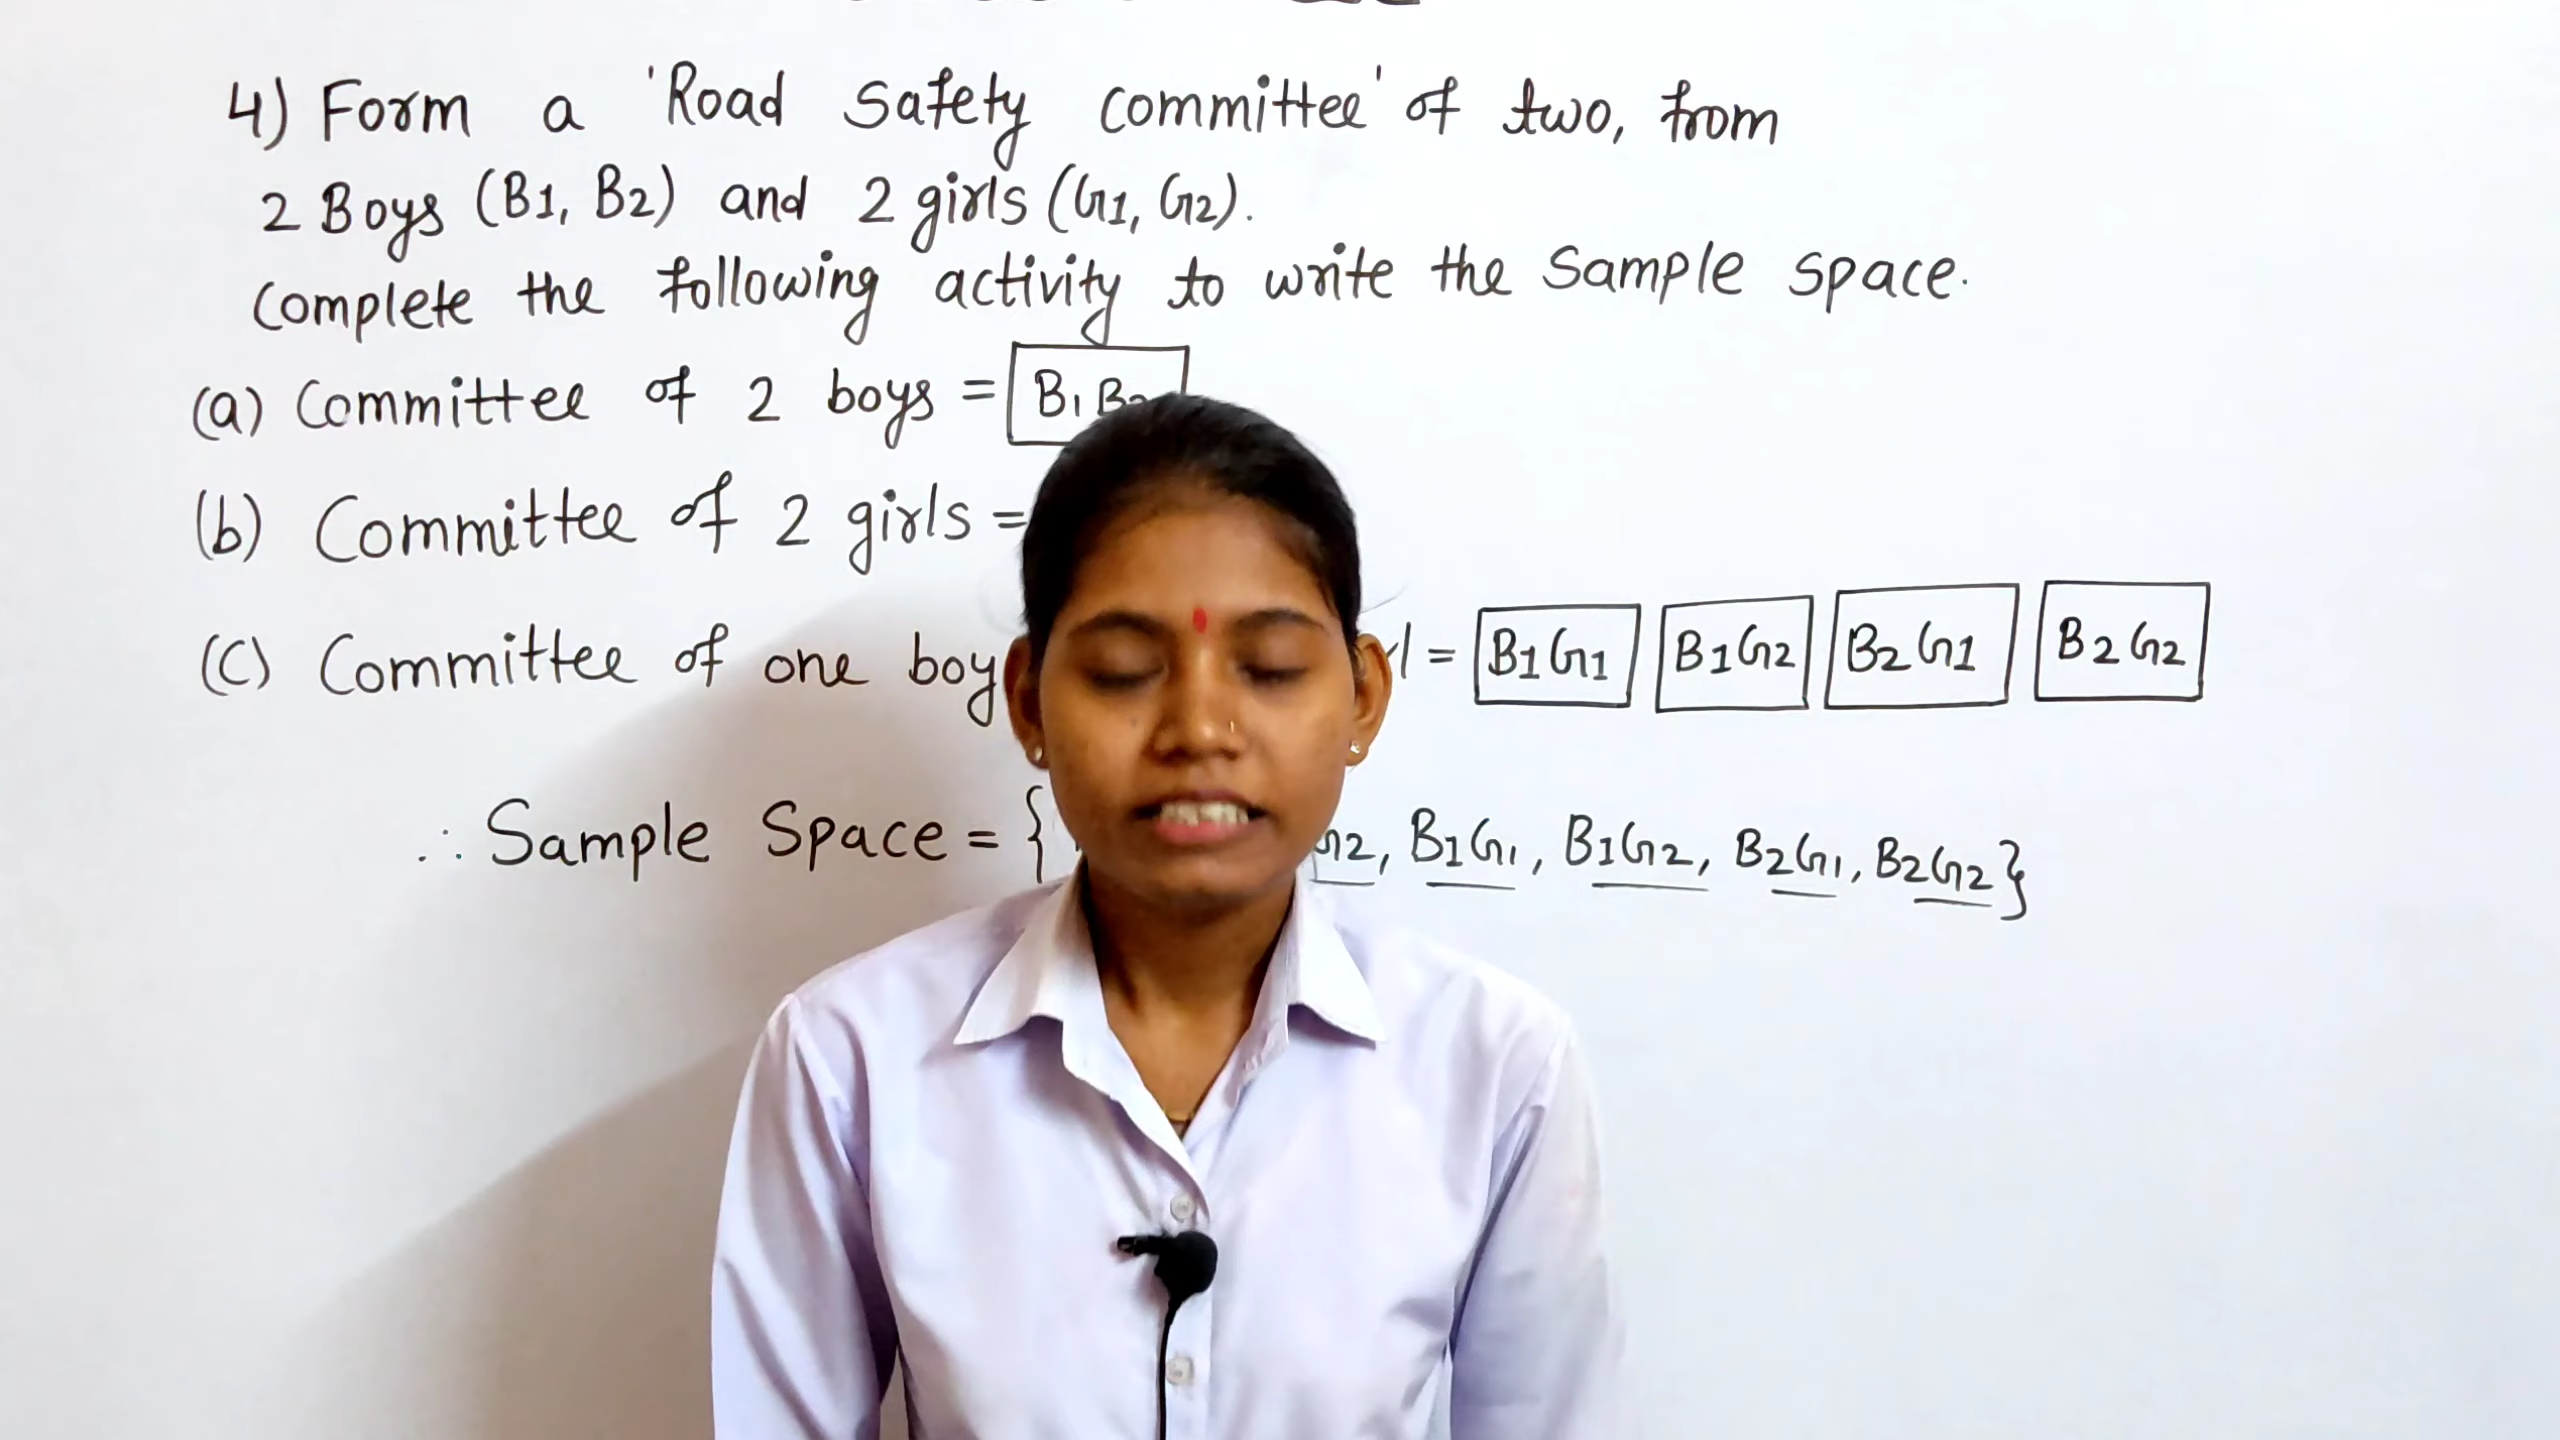 4) Form a 'Road Safety committee' of two, from
2 Boys (B1, B2) and 2 girls (G1, G2).
Complete the following activity to write the Sample space.
(a) Committee of 2 boys = B1
(b) Committee of 2 girls =
(C) Committee of one boy = B1G1 B1G2 B2G1 B2G2
∴ Sample Space = { B1G1, B1G2, B2G1, B2G2}